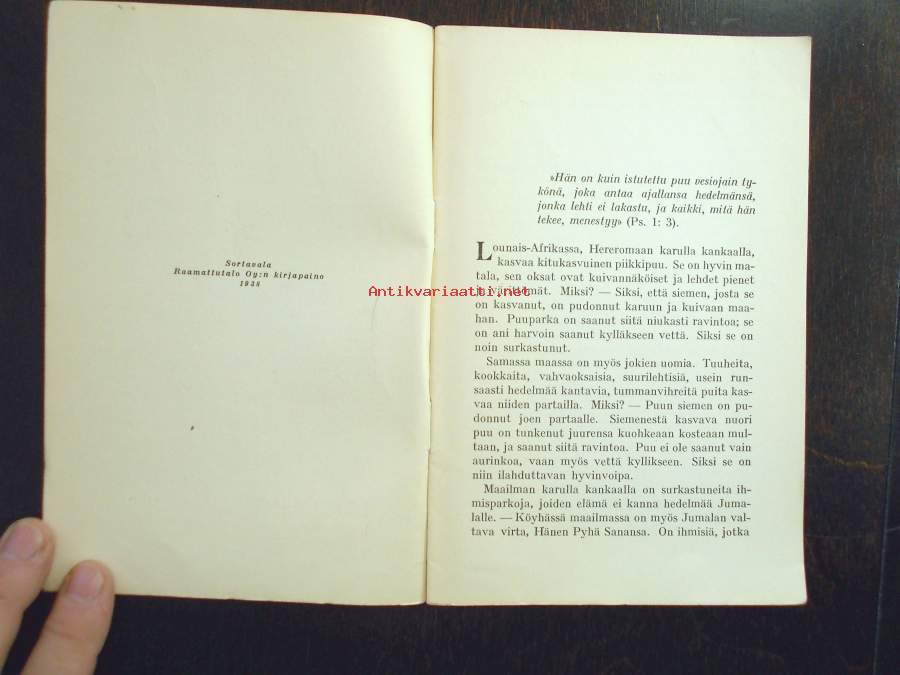 Sortavala
Raamattutalo Oy:n kirjapaino
1938
Antikvariaatti.net
»Hän on kuin istutettu puu vesiojain ty-
könä, joka antaa ajallansa hedelmänsä,
jonka lehti ei lakastu, ja kaikki, mitä hän
tekee, menestyy» (Ps. 1: 3).
Lounais-Afrikassa, Hereromaan karulla kankaalla,
kasvaa kitukasvuinen piikkipuu. Se on hyvin ma-
tala, sen oksat ovat kuivannäköiset ja lehdet pienet
ja värittömät. Miksi? — Siksi, että siemen, josta se
on kasvanut, on pudonnut karuun ja kuivaan maa-
han. Puuparka on saanut siitä niukasti ravintoa; se
on ani harvoin saanut kylläkseen vettä. Siksi se on
noin surkastunut.
Samassa maassa on myös jokien uomia. Tuuheita,
kookkaita, vahvaoksaisia, suurilehtisiä, usein run-
saasti hedelmää kantavia, tummanvihreitä puita kas-
vaa niiden partailla. Miksi? — Puun siemen on pu-
donnut joen partaalle. Siemenestä kasvava nuori
puu on tunkenut juurensa kuohkeaan kosteaan mul-
taan, ja saanut siitä ravintoa. Puu ei ole saanut vain
aurinkoa, vaan myös vettä kyllikseen. Siksi se on
niin ilahduttavan hyvinvoipa.
Maailman karulla kankaalla on surkastuneita ih-
misparkoja, joiden elämä ei kanna hedelmää Juma-
lalle. — Köyhässä maailmassa on myös Jumalan val-
tava virta, Hänen Pyhä Sanansa. On ihmisiä, jotka